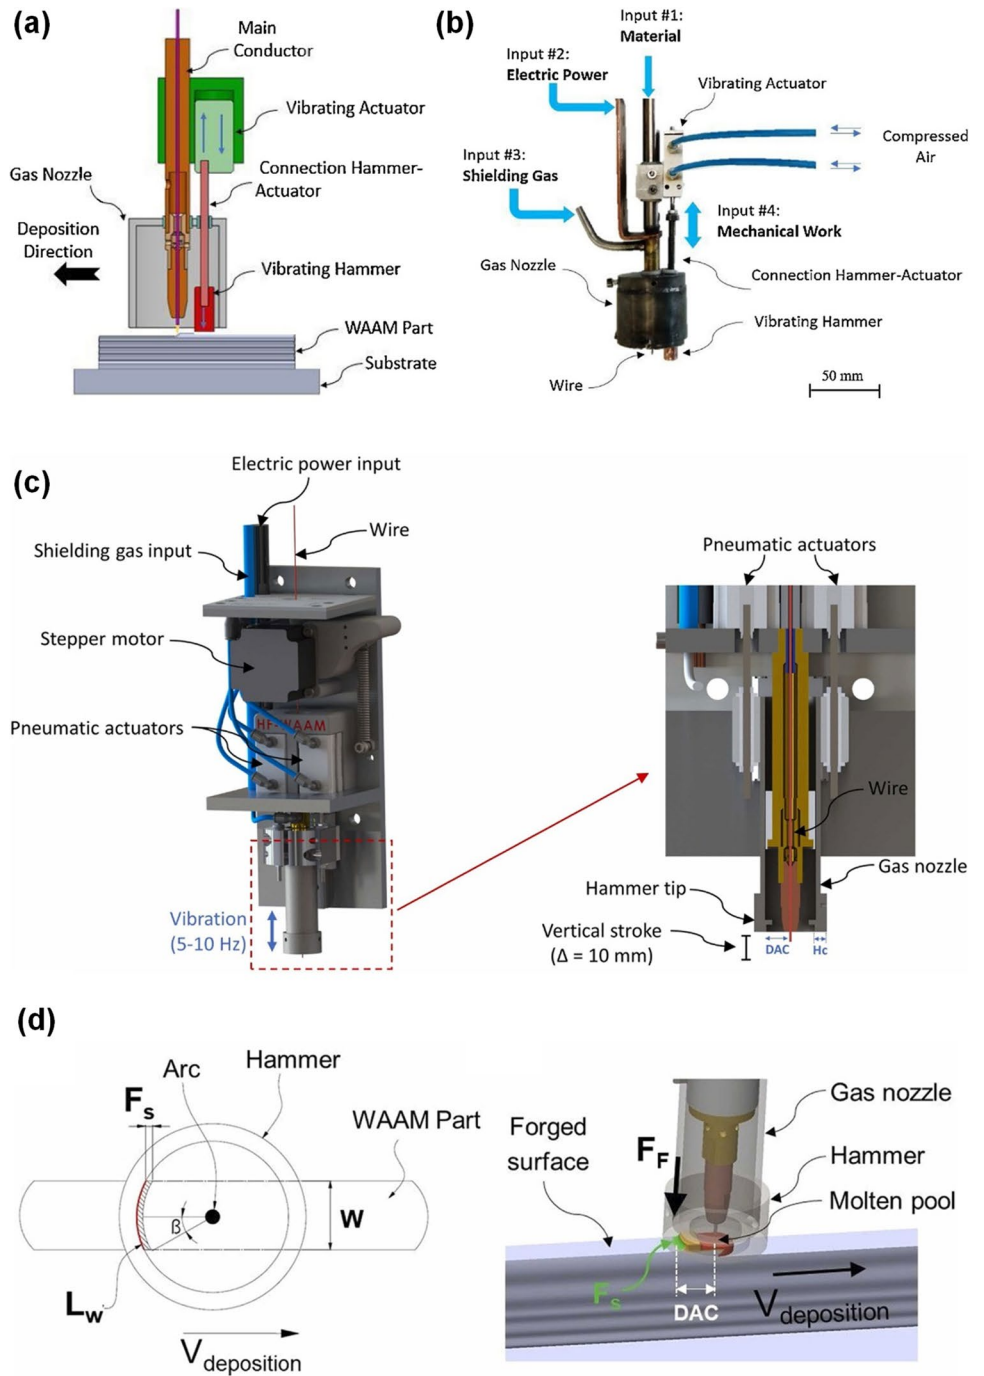 (a)
Main
Conductor
Vibrating Actuator
Connection Hammer-
Actuator
Gas Nozzle
Deposition
Direction
Vibrating Hammer
WAAM Part
Substrate
(b)
Input #1:
Material
Input #2:
Electric Power
Vibrating Actuator
Compressed
Air
Input #3:
Shielding Gas
Input #4:
Mechanical Work
Gas Nozzle
Connection Hammer-Actuator
Vibrating Hammer
Wire
50 mm
(c)
Electric power input
Wire
Shielding gas input
Stepper motor
HF-WAAM
Pneumatic actuators
Vibration
(5-10 Hz)
Pneumatic actuators
Wire
Gas nozzle
Hammer tip
Vertical stroke
(Δ = 10 mm)
DAC
Hc
(d)
Arc
Hammer
Fs
WAAM Part
β
W
Lw
Vdeposition
Gas nozzle
Forged
surface
FF
Hammer
Molten pool
Fs
DAC
Vdeposition